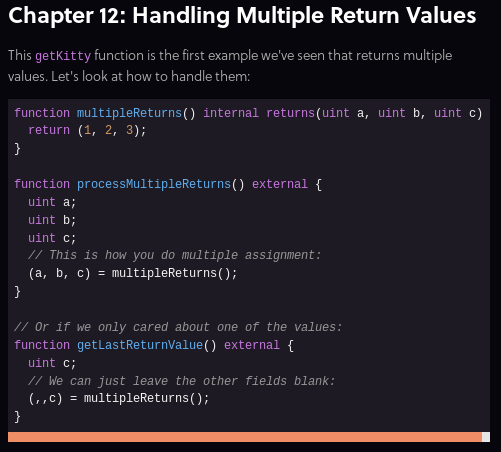 Chapter 12: Handling Multiple Return Values
This getKitty function is the first example we've seen that returns multiple
values. Let's look at how to handle them:
function multipleReturns() internal returns(uint a, uint b, uint c)
  return (1, 2, 3);
}

function processMultipleReturns() external {
  uint a;
  uint b;
  uint c;
  // This is how you do multiple assignment:
  (a, b, c) = multipleReturns();
}

// Or if we only cared about one of the values:
function getLastReturnValue() external {
  uint c;
  // We can just leave the other fields blank:
  (,,c) = multipleReturns();
}